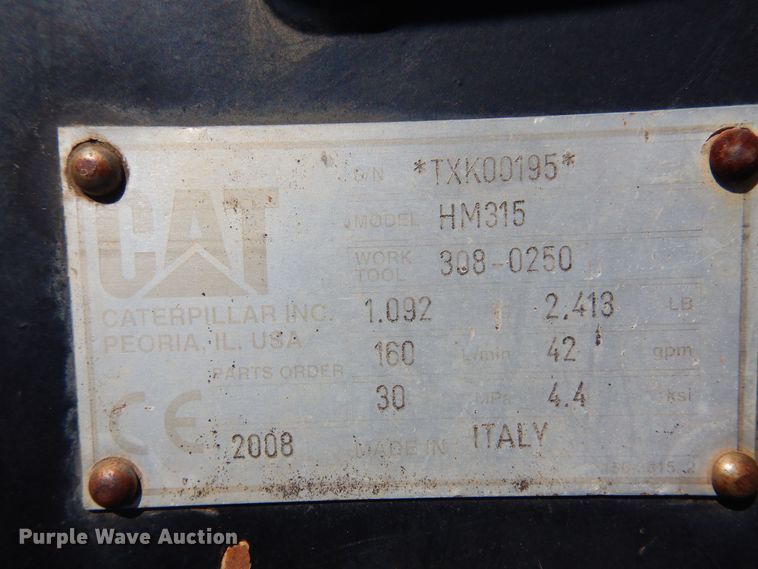 S/N *TXK00195*
CAT
MODEL HM315
WORK TOOL 308-0250
CATERPILLAR INC.
PEORIA, IL, USA
1.092 2.413 LB
160 L/min 42 gpm
PARTS ORDER
30 MPa 4.4 ksi
CE 2008 MADE IN ITALY
Purple Wave Auction